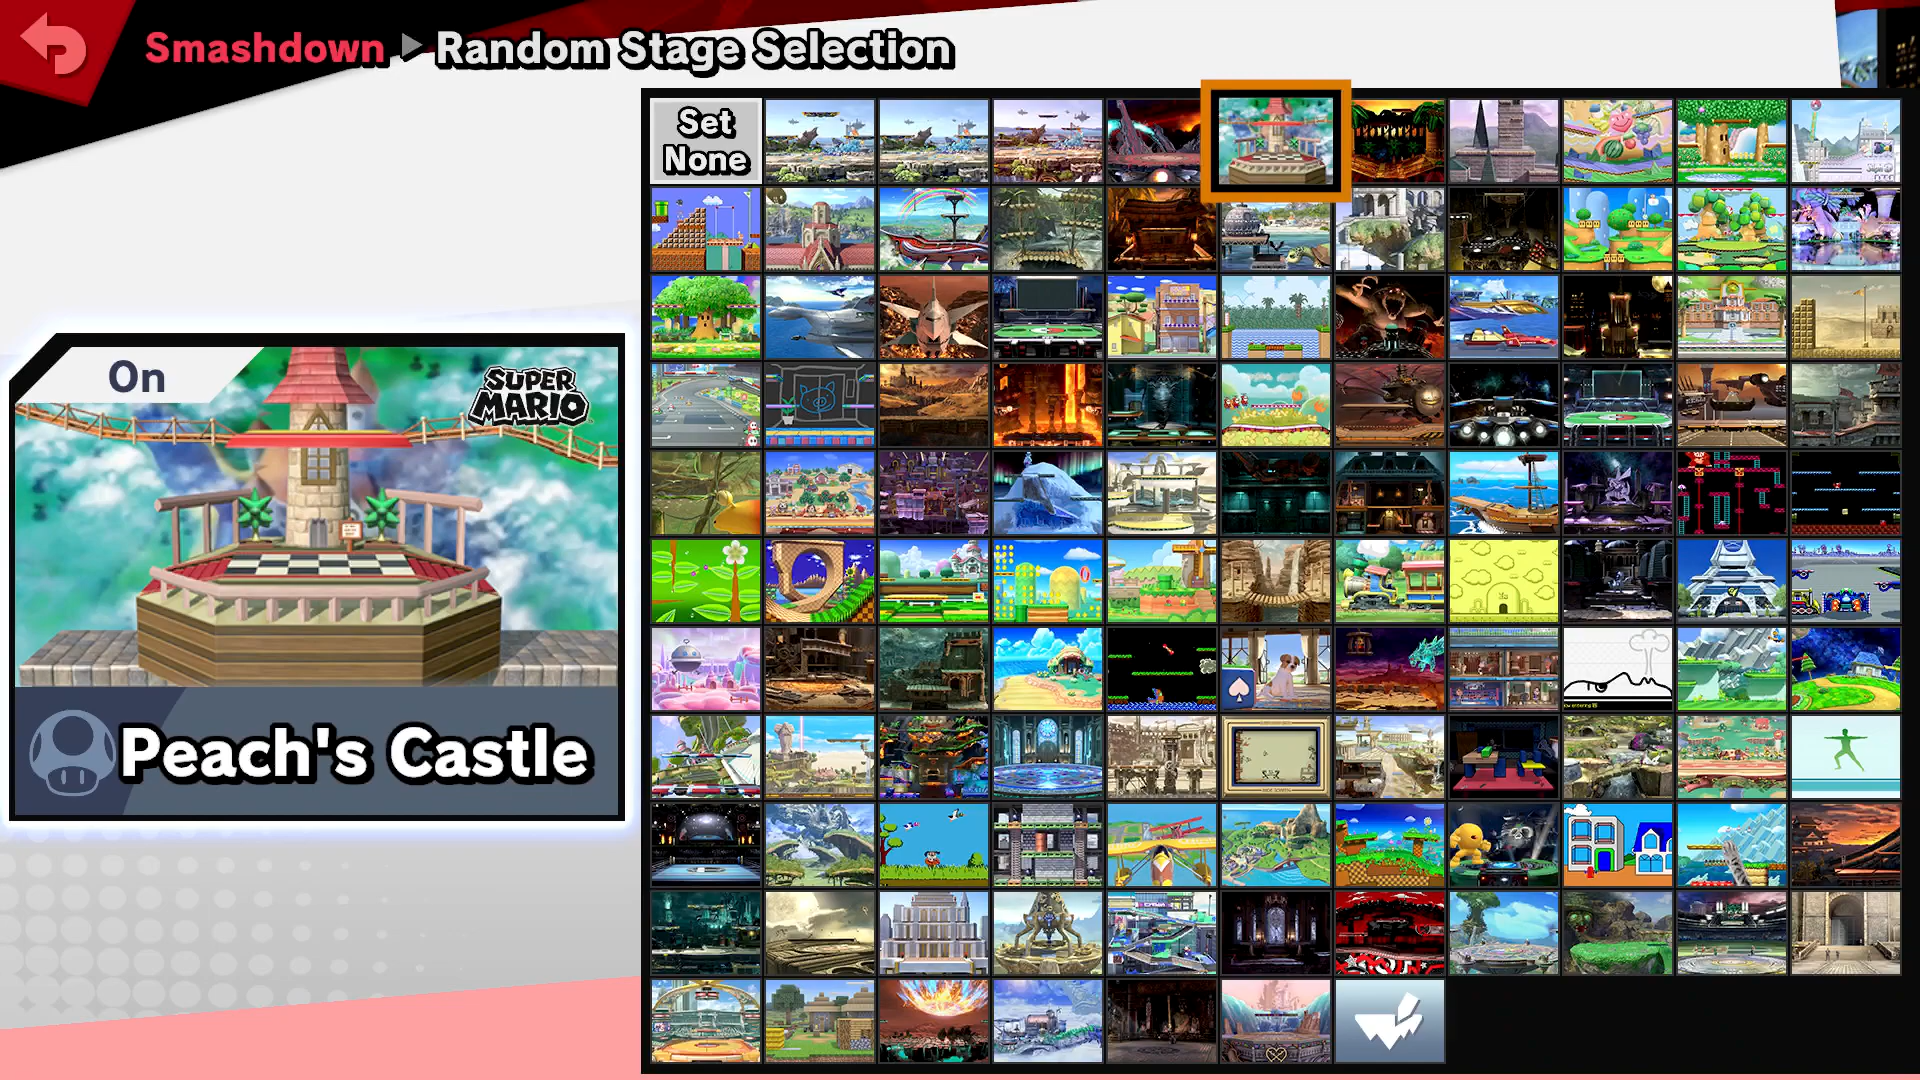 Smashdown Random Stage Selection
Set
None
On
SUPER
MARIO
Peach's Castle